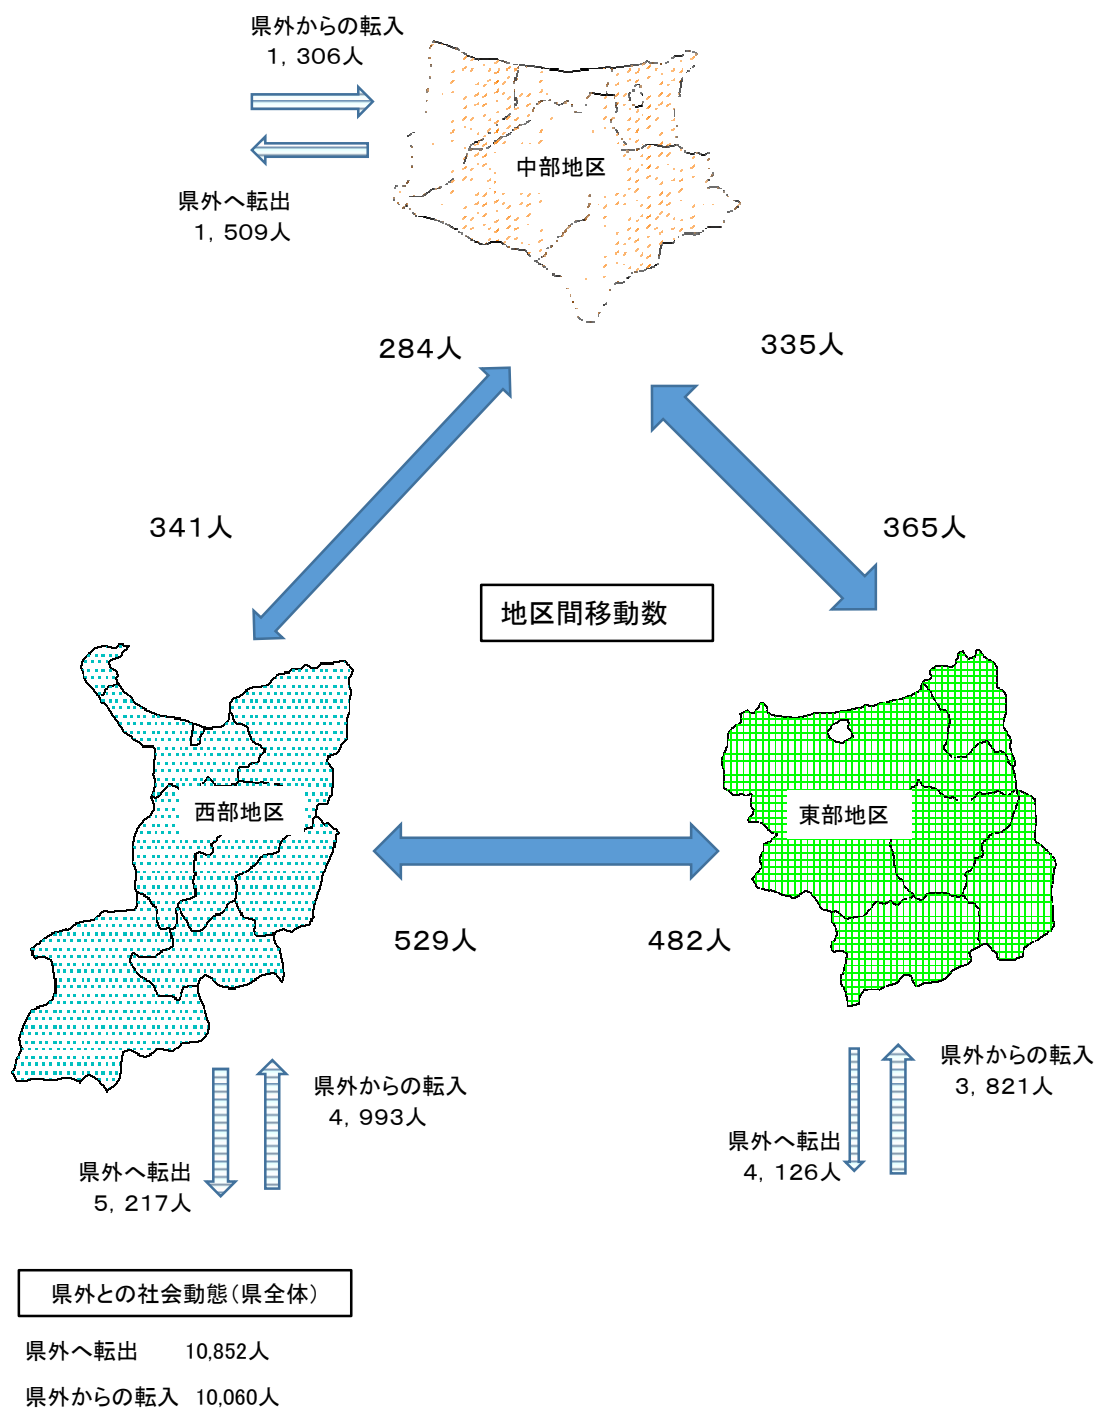 県外からの転入
1, 306人
県外へ転出
1, 509人
中部地区
284人
335人
341人
365人
地区間移動数
西部地区
東部地区
529人
482人
県外からの転入
4, 993人
県外へ転出
5, 217人
県外からの転入
3, 821人
県外へ転出
4, 126人
県外との社会動態(県全体)
県外へ転出 10,852人
県外からの転入 10,060人